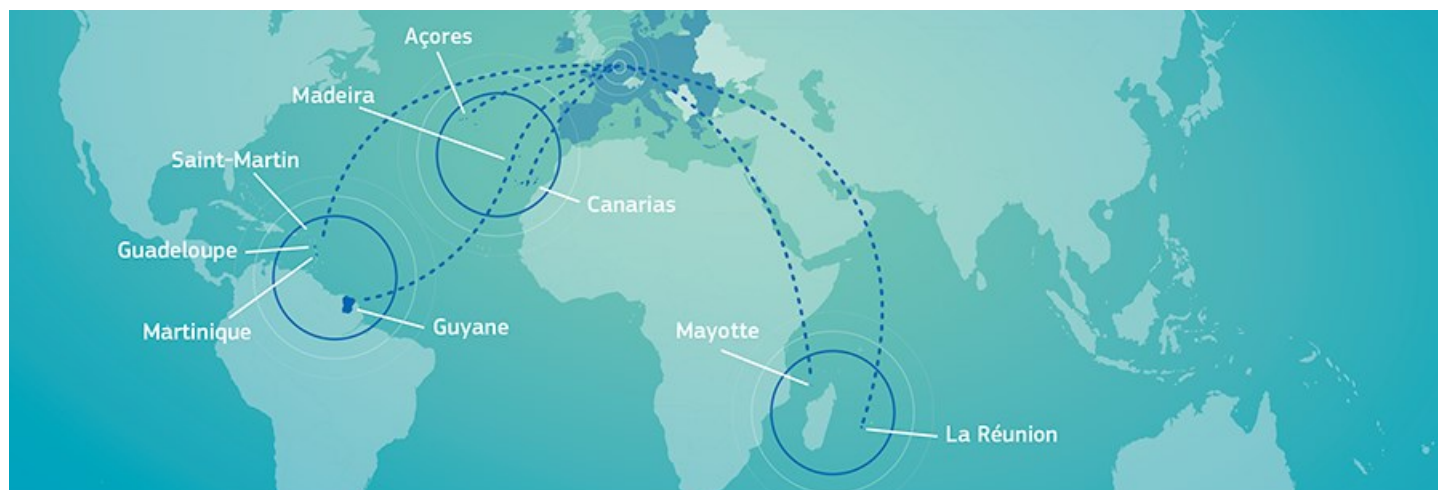 Açores
Madeira
Saint-Martin
Canarias
Guadeloupe
Martinique
Guyane
Mayotte
La Réunion